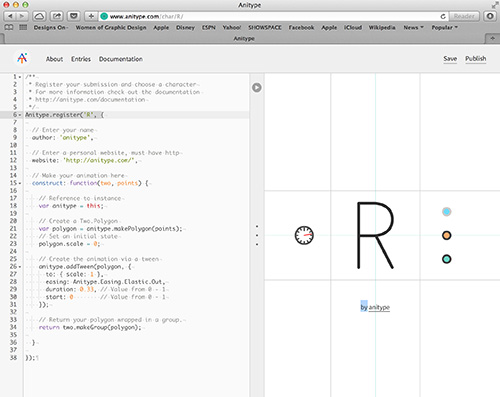 Anitype
www.anitype.com/char/R/
Reader
Designs On
Women of Graphic Design
Apple
Disney
ESPN
Yahoo!
SHOWSPACE
Facebook
Apple
iCloud
Twitter
Wikipedia
News
Popular
Anitype
About Entries Documentation
Save Publish
1 /**
2 * Register your submission and choose a character
3 * For more information check out the documentation
4 * http://anitype.com/documentation
5 */
6 Anitype.register('R', {
7
8 // Enter your name
9 author: 'anitype',
10
11 // Enter a personal website, must have http
12 website: 'http://anitype.com/',
13
14 // Make your animation here
15 construct: function(two, points) {
16
17 // Reference to instance
18 var anitype = this;
19
20 // Create a Two.Polygon
21 var polygon = anitype.makePolygon(points);
22 // Set an initial state
23 polygon.scale = 0;
24
25 // Create the animation via a tween
26 anitype.addTween(polygon, {
27 to: { scale: 1 },
28 easing: Anitype.Easing.Elastic.Out,
29 duration: 0.33, // Value from 0 - 1
30 start: 0 // Value from 0 - 1
31 });
32
33 // Return your polygon wrapped in a group.
34 return two.makeGroup(polygon);
35
36 }
37
38 });
R
by anitype